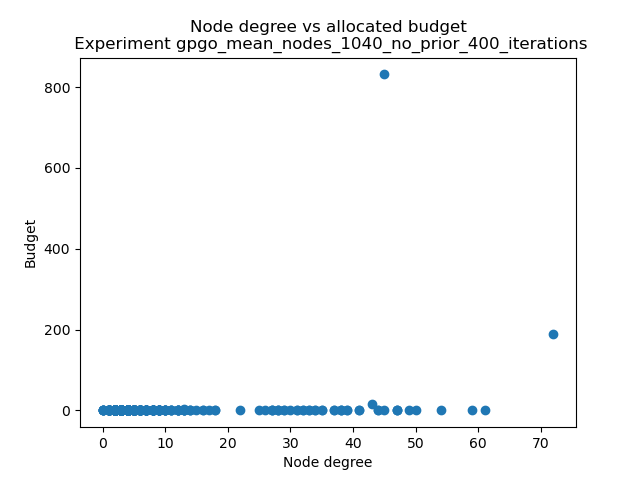 Node degree vs allocated budget
Experiment gpgo_mean_nodes_1040_no_prior_400_iterations
800
600
400
200
0
Budget
0 10 20 30 40 50 60 70
Node degree